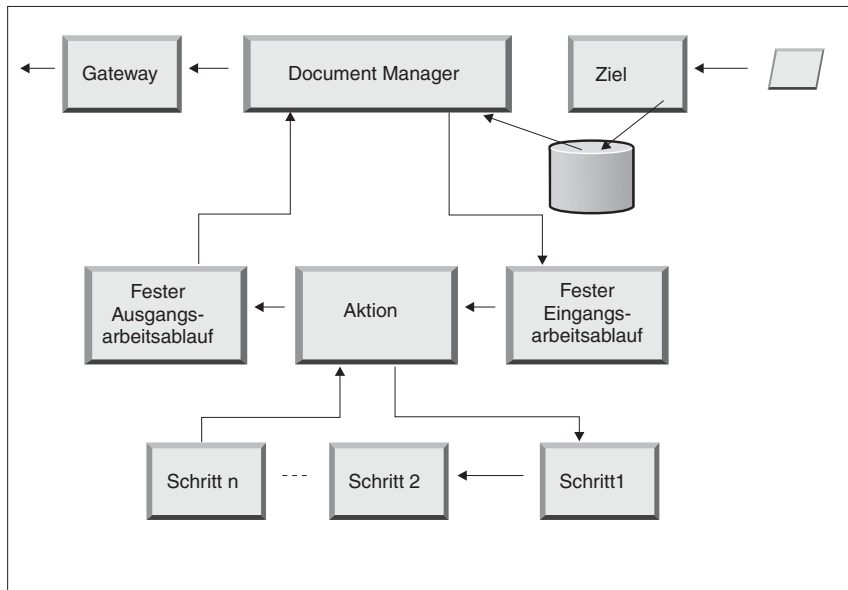 Gateway
Document Manager
Ziel
Fester
Ausgangs-
arbeitsablauf
Aktion
Fester
Eingangs-
arbeitsablauf
Schritt n
Schritt 2
Schritt1